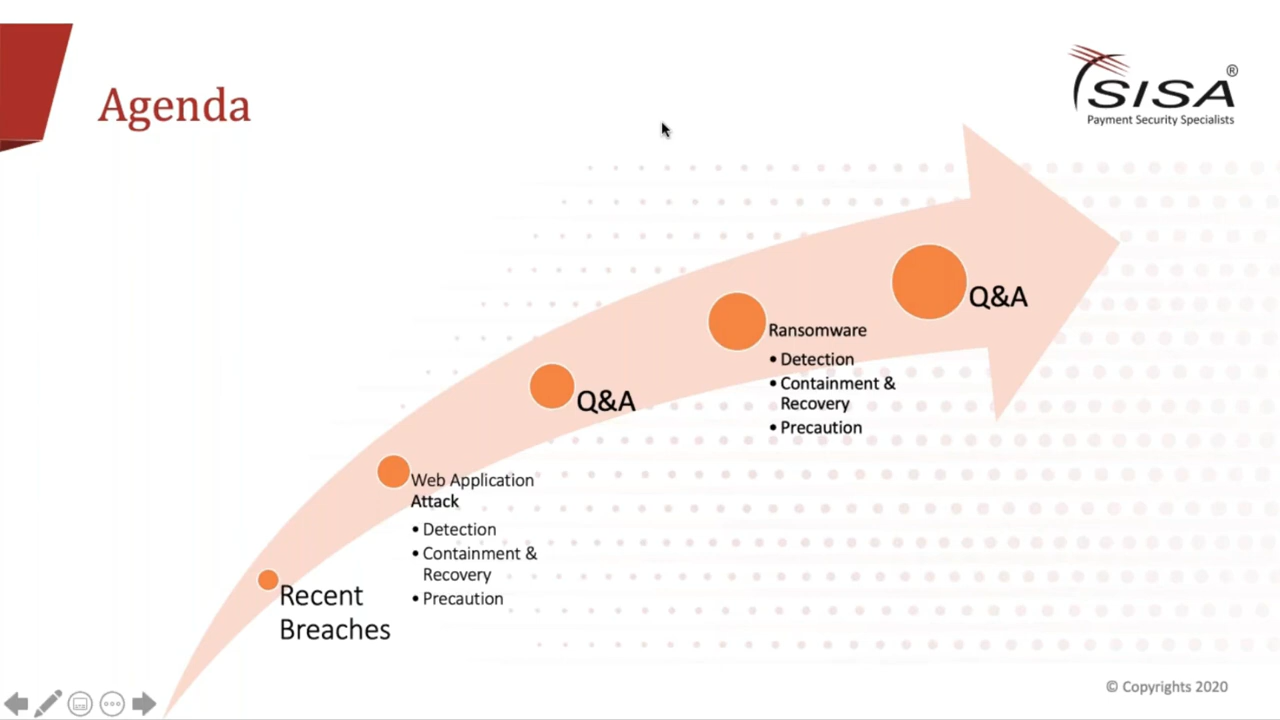 Agenda
SISA®
Payment Security Specialists
Recent
Breaches
Web Application
Attack
• Detection
• Containment &
Recovery
• Precaution
Q&A
Ransomware
• Detection
• Containment &
Recovery
• Precaution
Q&A
© Copyrights 2020